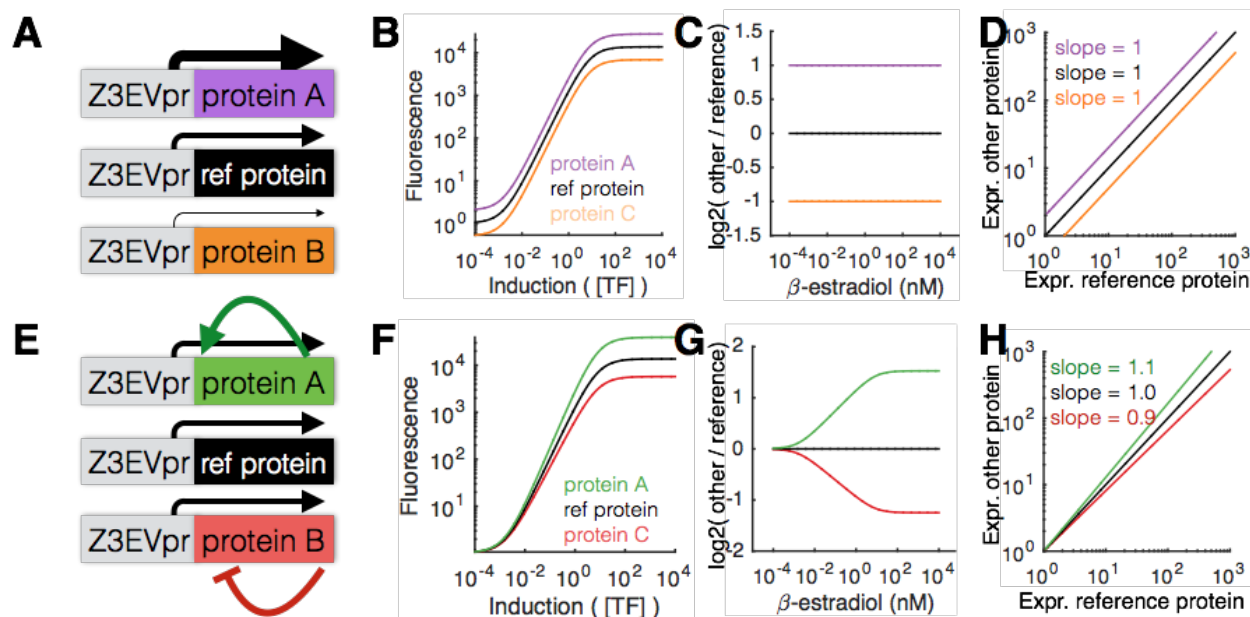 A
Z3EVpr protein A
Z3EVpr ref protein
Z3EVpr protein B
B
Fluorescence
10^4
10^3
10^2
10^1
10^0
protein A
ref protein
protein C
10^-4 10^-2 10^0 10^2 10^4
Induction ( [TF] )
C
log2( other / reference)
1.5
1
0.5
0
-0.5
-1
-1.5
10^-4 10^-2 10^0 10^2 10^4
β-estradiol (nM)
D
Expr. other protein
10^3
10^2
10^1
10^0
slope = 1
slope = 1
slope = 1
10^0 10^1 10^2 10^3
Expr. reference protein
E
Z3EVpr protein A
Z3EVpr ref protein
Z3EVpr protein B
F
Fluorescence
10^4
10^3
10^2
10^1
protein A
ref protein
protein C
10^-4 10^-2 10^0 10^2 10^4
Induction ( [TF] )
G
log2( other / reference)
2
1
0
-1
-2
10^-4 10^-2 10^0 10^2 10^4
β-estradiol (nM)
H
Expr. other protein
10^3
10^2
10^1
10^0
slope = 1.1
slope = 1.0
slope = 0.9
10^0 10^1 10^2 10^3
Expr. reference protein